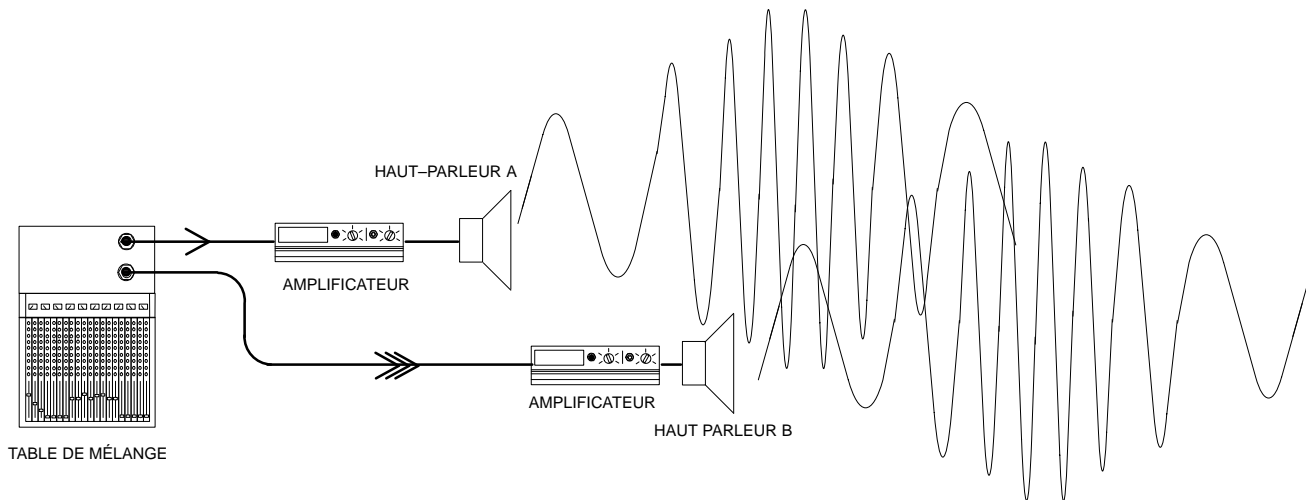 HAUT–PARLEUR A
AMPLIFICATEUR
AMPLIFICATEUR
HAUT PARLEUR B
TABLE DE MÉLANGE